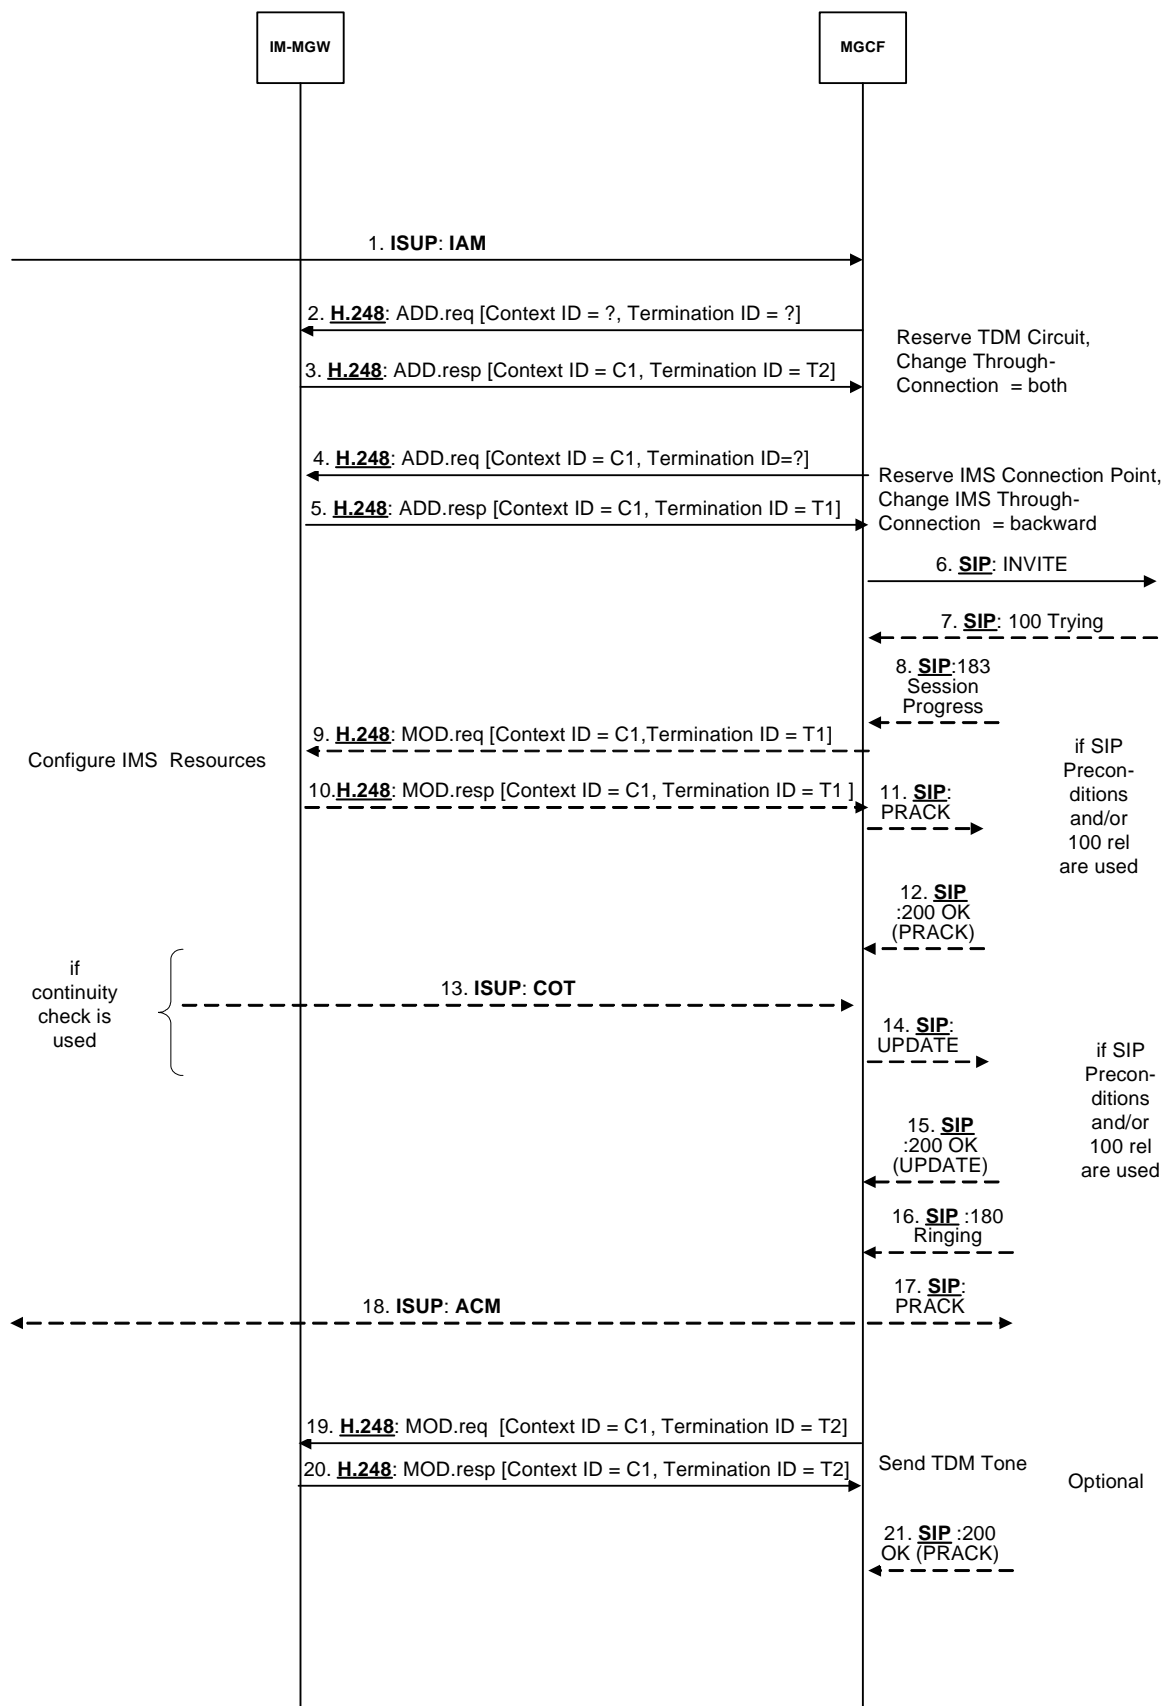 IM-MGW
MGCF
1. ISUP: IAM
2. H.248: ADD.req [Context ID = ?, Termination ID = ?]
Reserve TDM Circuit,
Change Through-
Connection = both
3. H.248: ADD.resp [Context ID = C1, Termination ID = T2]
4. H.248: ADD.req [Context ID = C1, Termination ID=?]
Reserve IMS Connection Point,
Change IMS Through-
Connection = backward
5. H.248: ADD.resp [Context ID = C1, Termination ID = T1]
6. SIP: INVITE
7. SIP: 100 Trying
8. SIP:183
Session
Progress
9. H.248: MOD.req [Context ID = C1,Termination ID = T1]
Configure IMS Resources
10.H.248: MOD.resp [Context ID = C1, Termination ID = T1 ]
11. SIP:
PRACK
if SIP
Precon-
ditions
and/or
100 rel
are used
12. SIP
:200 OK
(PRACK)
if
continuity
check is
used
13. ISUP: COT
14. SIP:
UPDATE
if SIP
Precon-
ditions
and/or
100 rel
are used
15. SIP
:200 OK
(UPDATE)
16. SIP :180
Ringing
17. SIP:
PRACK
18. ISUP: ACM
19. H.248: MOD.req [Context ID = C1, Termination ID = T2]
20. H.248: MOD.resp [Context ID = C1, Termination ID = T2]
Send TDM Tone
Optional
21. SIP :200
OK (PRACK)